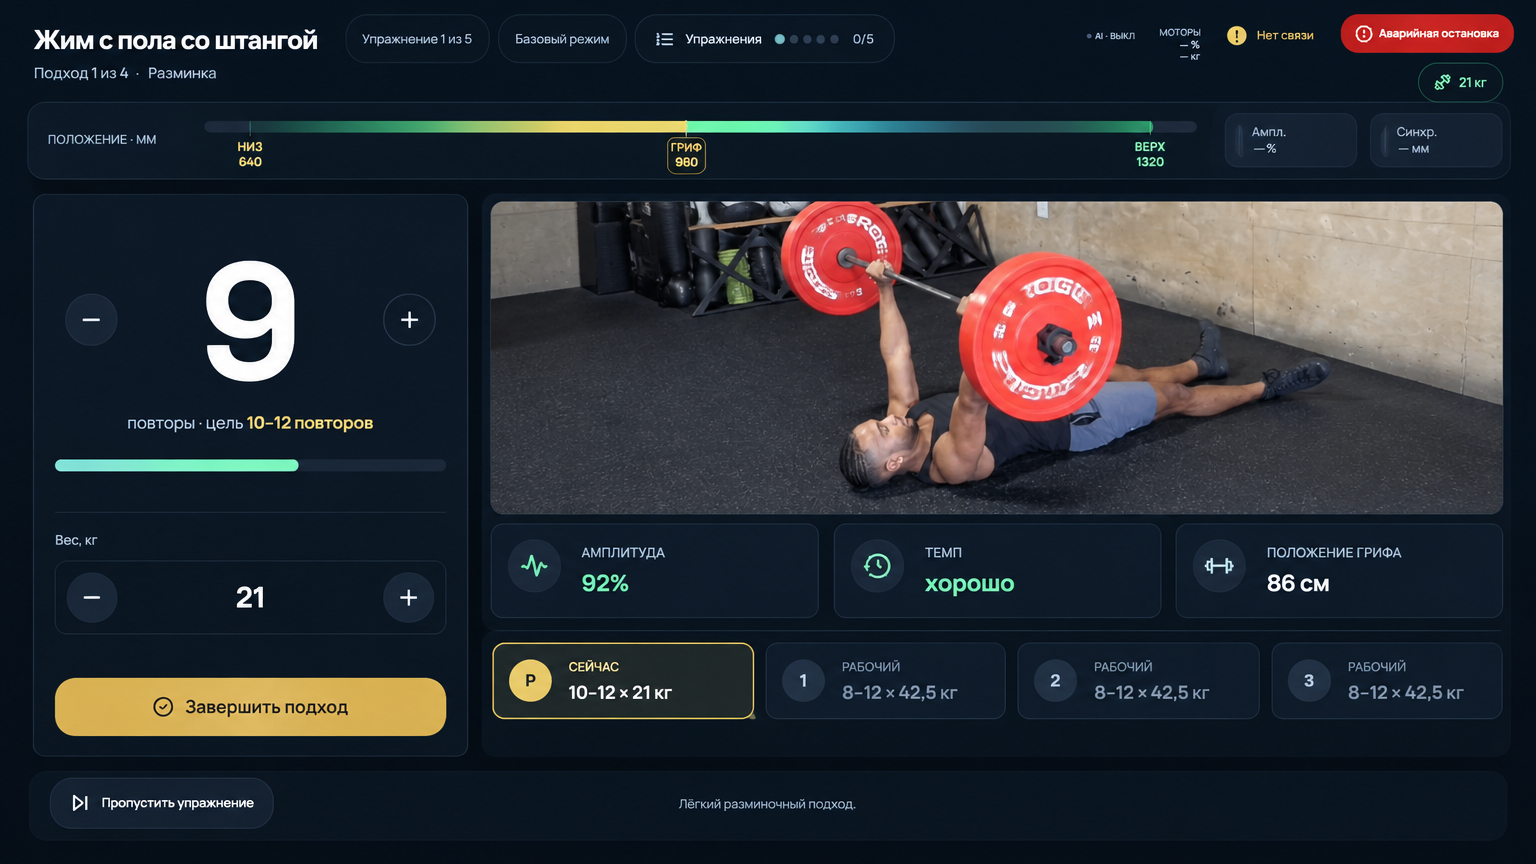 Жим с пола со штангой
Упражнение 1 из 5
Базовый режим
Упражнения
0/5
AI · ВЫКЛ
МОТОРЫ
— %
— кг
Нет связи
Аварийная остановка
Подход 1 из 4 · Разминка
21 кг
ПОЛОЖЕНИЕ · ММ
НИЗ
640
ГРИФ
980
ВЕРХ
1320
Ампл.
—%
Синхр.
— мм
9
повторы · цель 10–12 повторов
Вес, кг
21
Завершить подход
АМПЛИТУДА
92%
ТЕМП
хорошо
ПОЛОЖЕНИЕ ГРИФА
86 см
Р
СЕЙЧАС
10–12 × 21 кг
1
РАБОЧИЙ
8–12 × 42,5 кг
2
РАБОЧИЙ
8–12 × 42,5 кг
3
РАБОЧИЙ
8–12 × 42,5 кг
Пропустить упражнение
Лёгкий разминочный подход.